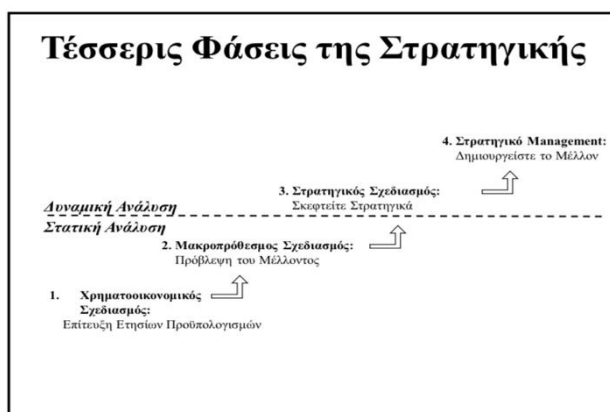 Τέσσερις Φάσεις της Στρατηγικής
4. Στρατηγικό Management:
Δημιουργείστε το Μέλλον
3. Στρατηγικός Σχεδιασμός:
Σκεφτείτε Στρατηγικά
Δυναμική Ανάλυση
Στατική Ανάλυση
2. Μακροπρόθεσμος Σχεδιασμός:
Πρόβλεψη του Μέλλοντος
1. Χρηματοοικονομικός
Σχεδιασμός:
Επίτευξη Ετησίων Προϋπολογισμών